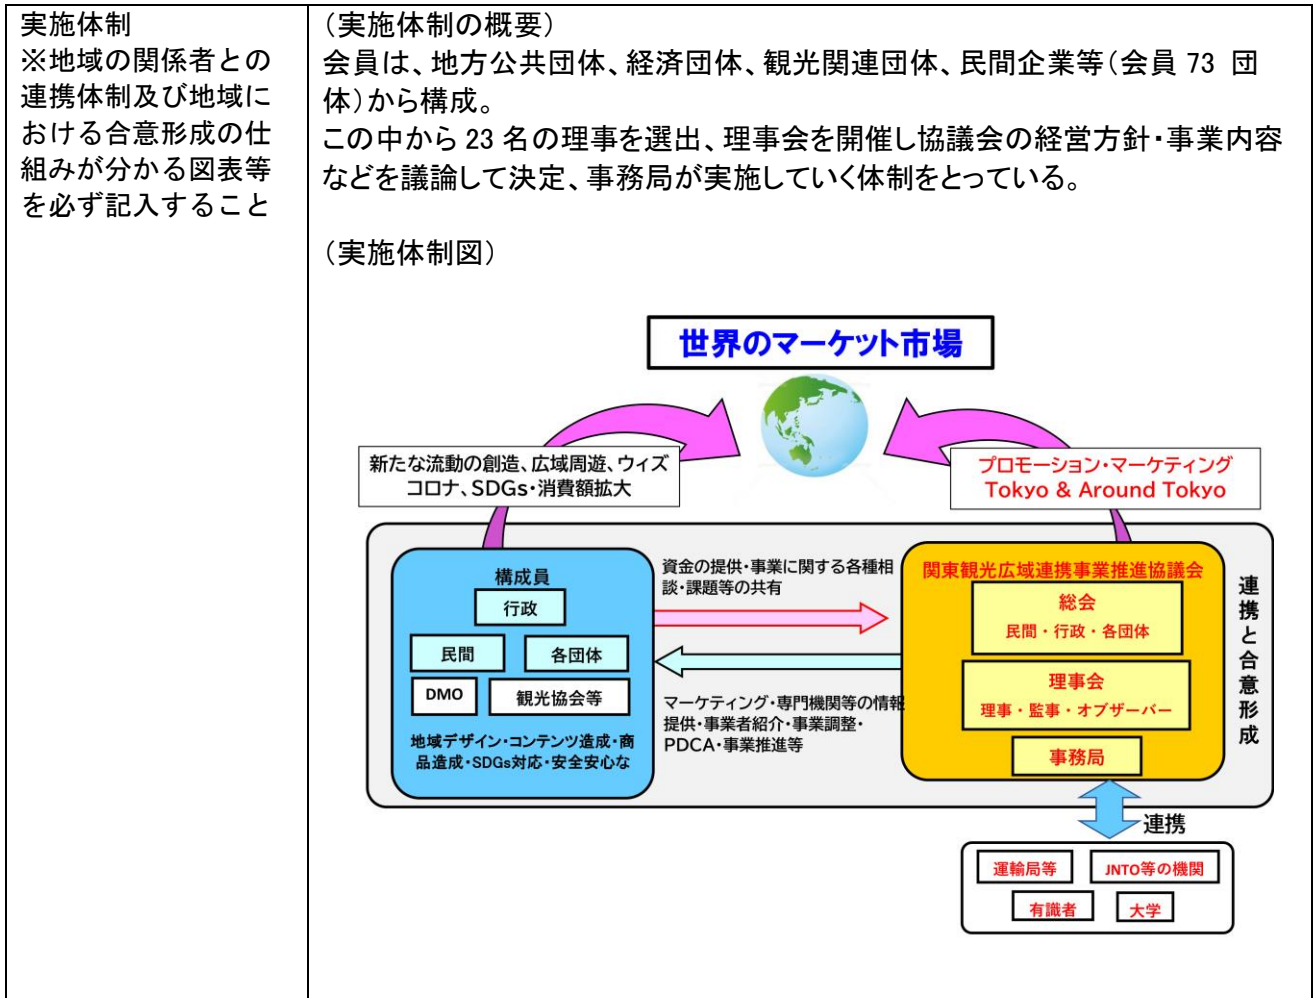 実施体制
※地域の関係者との
連携体制及び地域に
おける合意形成の仕
組みが分かる図表等
を必ず記入すること
（実施体制の概要）
会員は、地方公共団体、経済団体、観光関連団体、民間企業等（会員 73 団
体）から構成。
この中から 23 名の理事を選出、理事会を開催し協議会の経営方針・事業内容
などを議論して決定、事務局が実施していく体制をとっている。
（実施体制図）
世界のマーケット市場
新たな流動の創造、広域周遊、ウィズ
コロナ、SDGs・消費額拡大
プロモーション・マーケティング
Tokyo & Around Tokyo
構成員
行政
民間
各団体
DMO
観光協会等
地域デザイン・コンテンツ造成・商
品造成・SDGs対応・安全安心な
資金の提供・事業に関する各種相
談・課題等の共有
マーケティング・専門機関等の情報
提供・事業者紹介・事業調整・
PDCA・事業推進等
関東観光広域連携事業推進協議会
総会
民間・行政・各団体
理事会
理事・監事・オブザーバー
事務局
連携と合意形成
連携
運輸局等
JNTO等の機関
有識者
大学